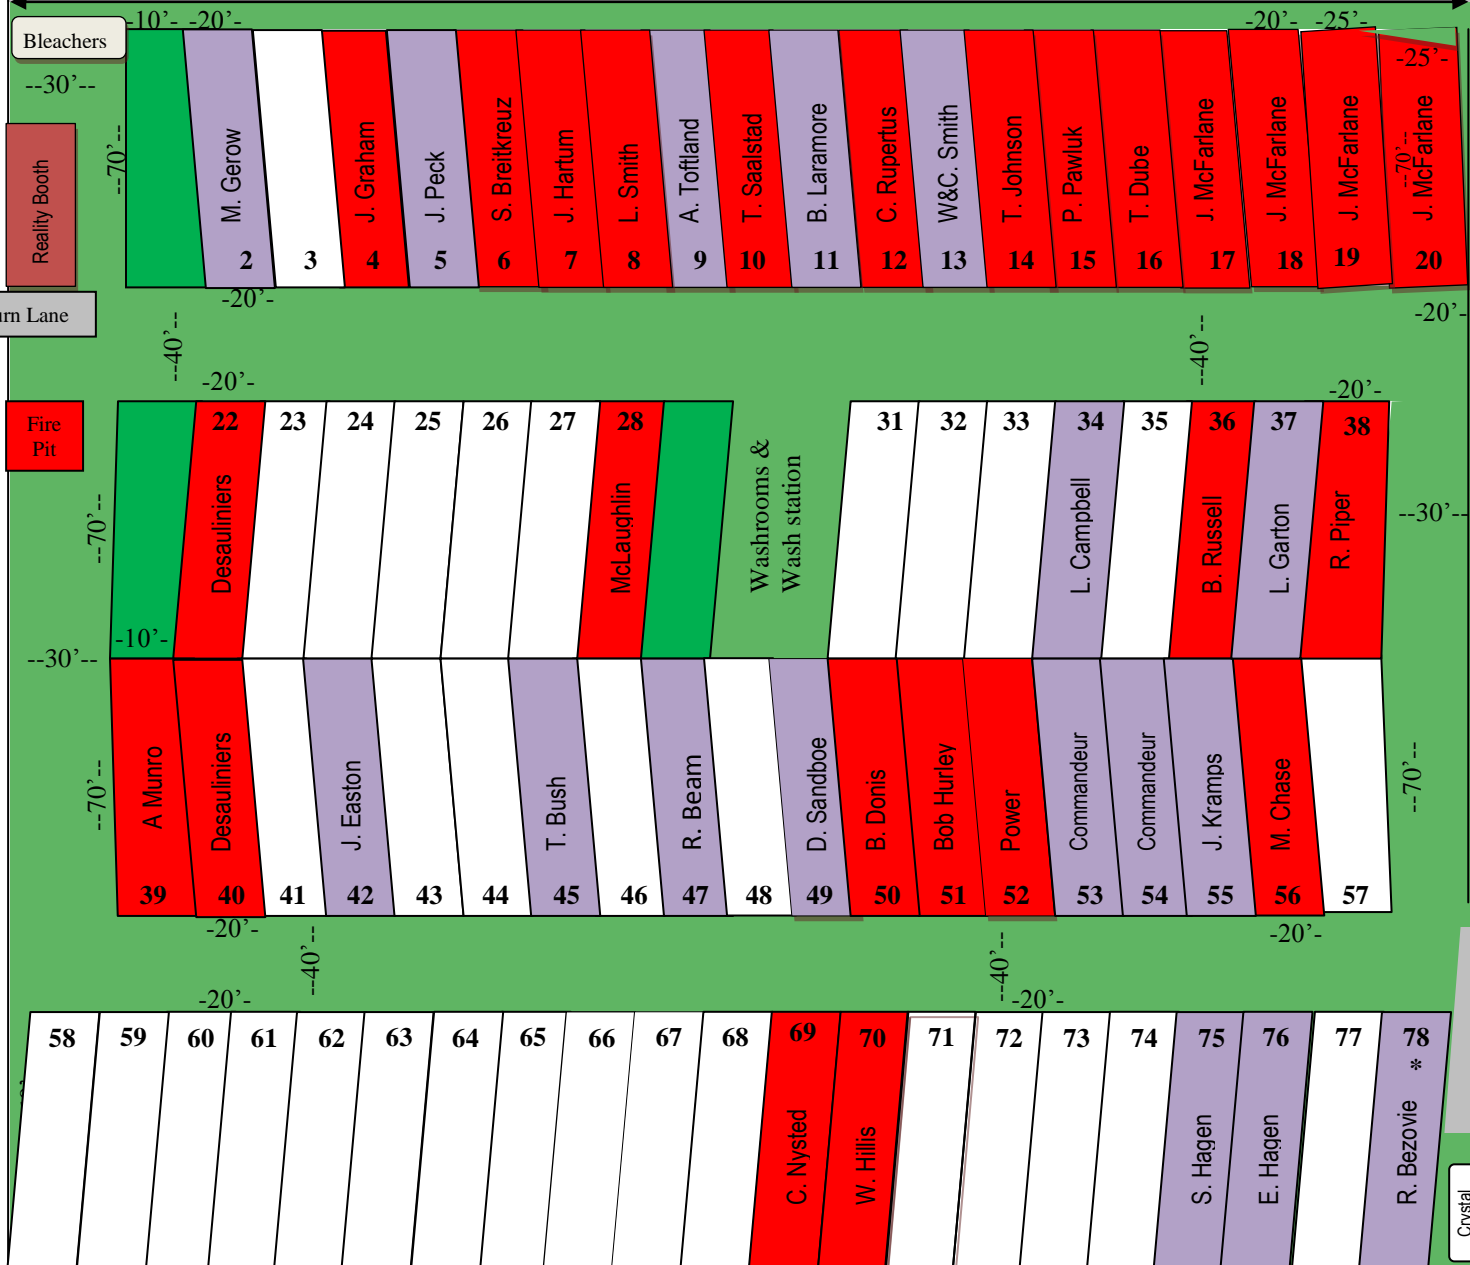 -10'- -20'-
-20'- -25'-
Bleachers
-25'-
--30'--
--70'--
--70'--
Reality Booth
M. Gerow
J. Graham
J. Peck
S. Breitkreuz
J. Hartum
L. Smith
A. Toftland
T. Saalstad
B. Laramore
C. Rupertus
W&C. Smith
T. Johnson
P. Pawluk
T. Dube
J. McFarlane
J. McFarlane
J. McFarlane
J. McFarlane
2 3 4 5 6 7 8 9 10 11 12 13 14 15 16 17 18 19 20
-20'-
urn Lane
-20'-
--40'--
--40'--
-20'-
-20'-
Fire
Pit
22 23 24 25 26 27 28 31 32 33 34 35 36 37 38
Desauliniers
McLaughlin
Washrooms &
Wash station
L. Campbell
B. Russell
L. Garton
R. Piper
--70'--
--30'--
-10'-
--30'--
--70'--
A Munro
Desauliniers
J. Easton
T. Bush
R. Beam
D. Sandboe
B. Donis
Bob Hurley
Power
Commandeur
Commandeur
J. Kramps
M. Chase
--70'--
39 40 41 42 43 44 45 46 47 48 49 50 51 52 53 54 55 56 57
-20'-
-20'-
--40'--
--40'--
-20'-
-20'-
58 59 60 61 62 63 64 65 66 67 68 69 70 71 72 73 74 75 76 77 78
*
C. Nysted
W. Hillis
S. Hagen
E. Hagen
R. Bezovie
Crystal